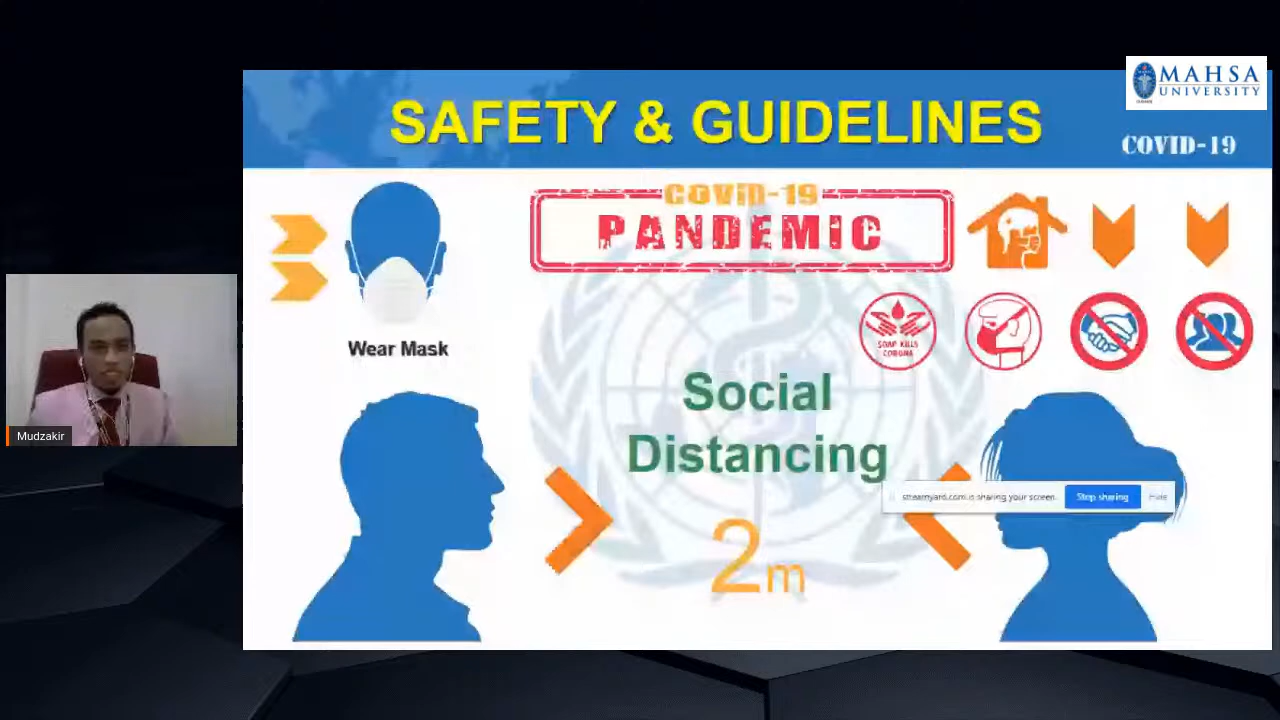 MAHSA
UNIVERSITY
SAFETY & GUIDELINES
COVID-19
COVID-19
PANDEMIC
SOAP KILLS
CORONA
Wear Mask
Social
Distancing
Mudzakir
streamyard.com is sharing your screen.
Stop sharing
Hide
2m